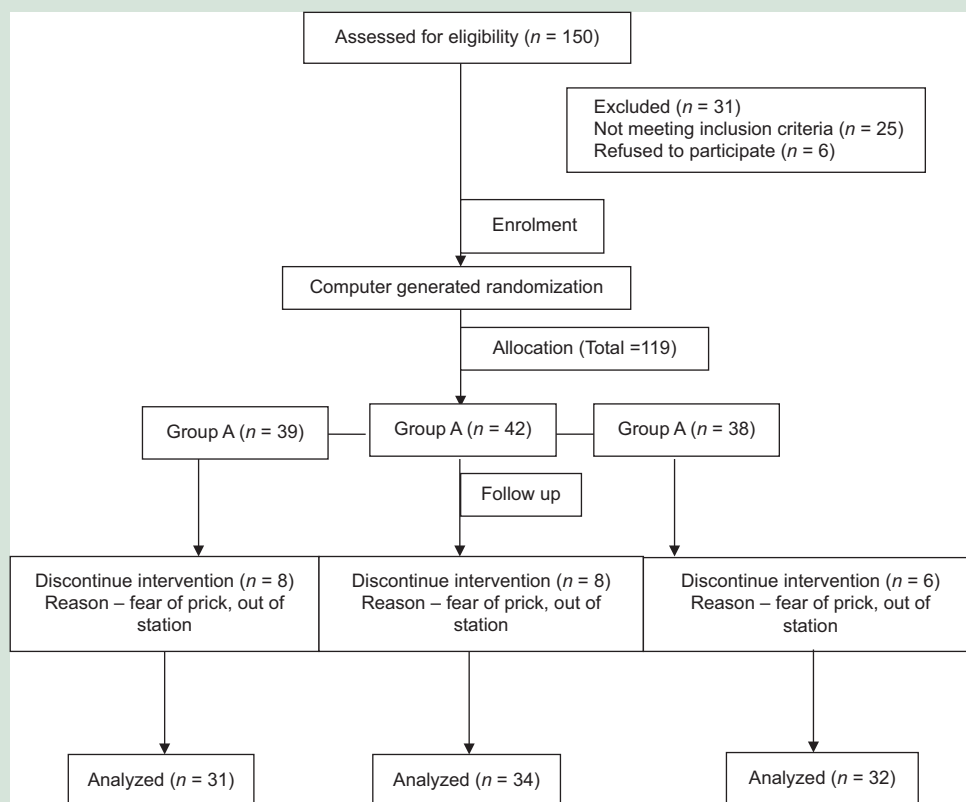 Assessed for eligibility (n = 150)
Excluded (n = 31)
Not meeting inclusion criteria (n = 25)
Refused to participate (n = 6)
Enrolment
Computer generated randomization
Allocation (Total =119)
Group A (n = 39)
Group A (n = 42)
Group A (n = 38)
Follow up
Discontinue intervention (n = 8)
Reason – fear of prick, out of
station
Discontinue intervention (n = 8)
Reason – fear of prick, out of
station
Discontinue intervention (n = 6)
Reason – fear of prick, out of
station
Analyzed (n = 31)
Analyzed (n = 34)
Analyzed (n = 32)